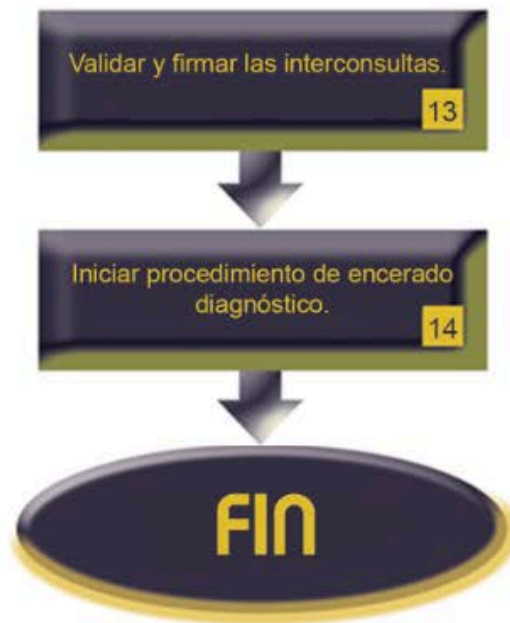 Validar y firmar las interconsultas.
13
Iniciar procedimiento de encerado
diagnóstico.
14
FIN